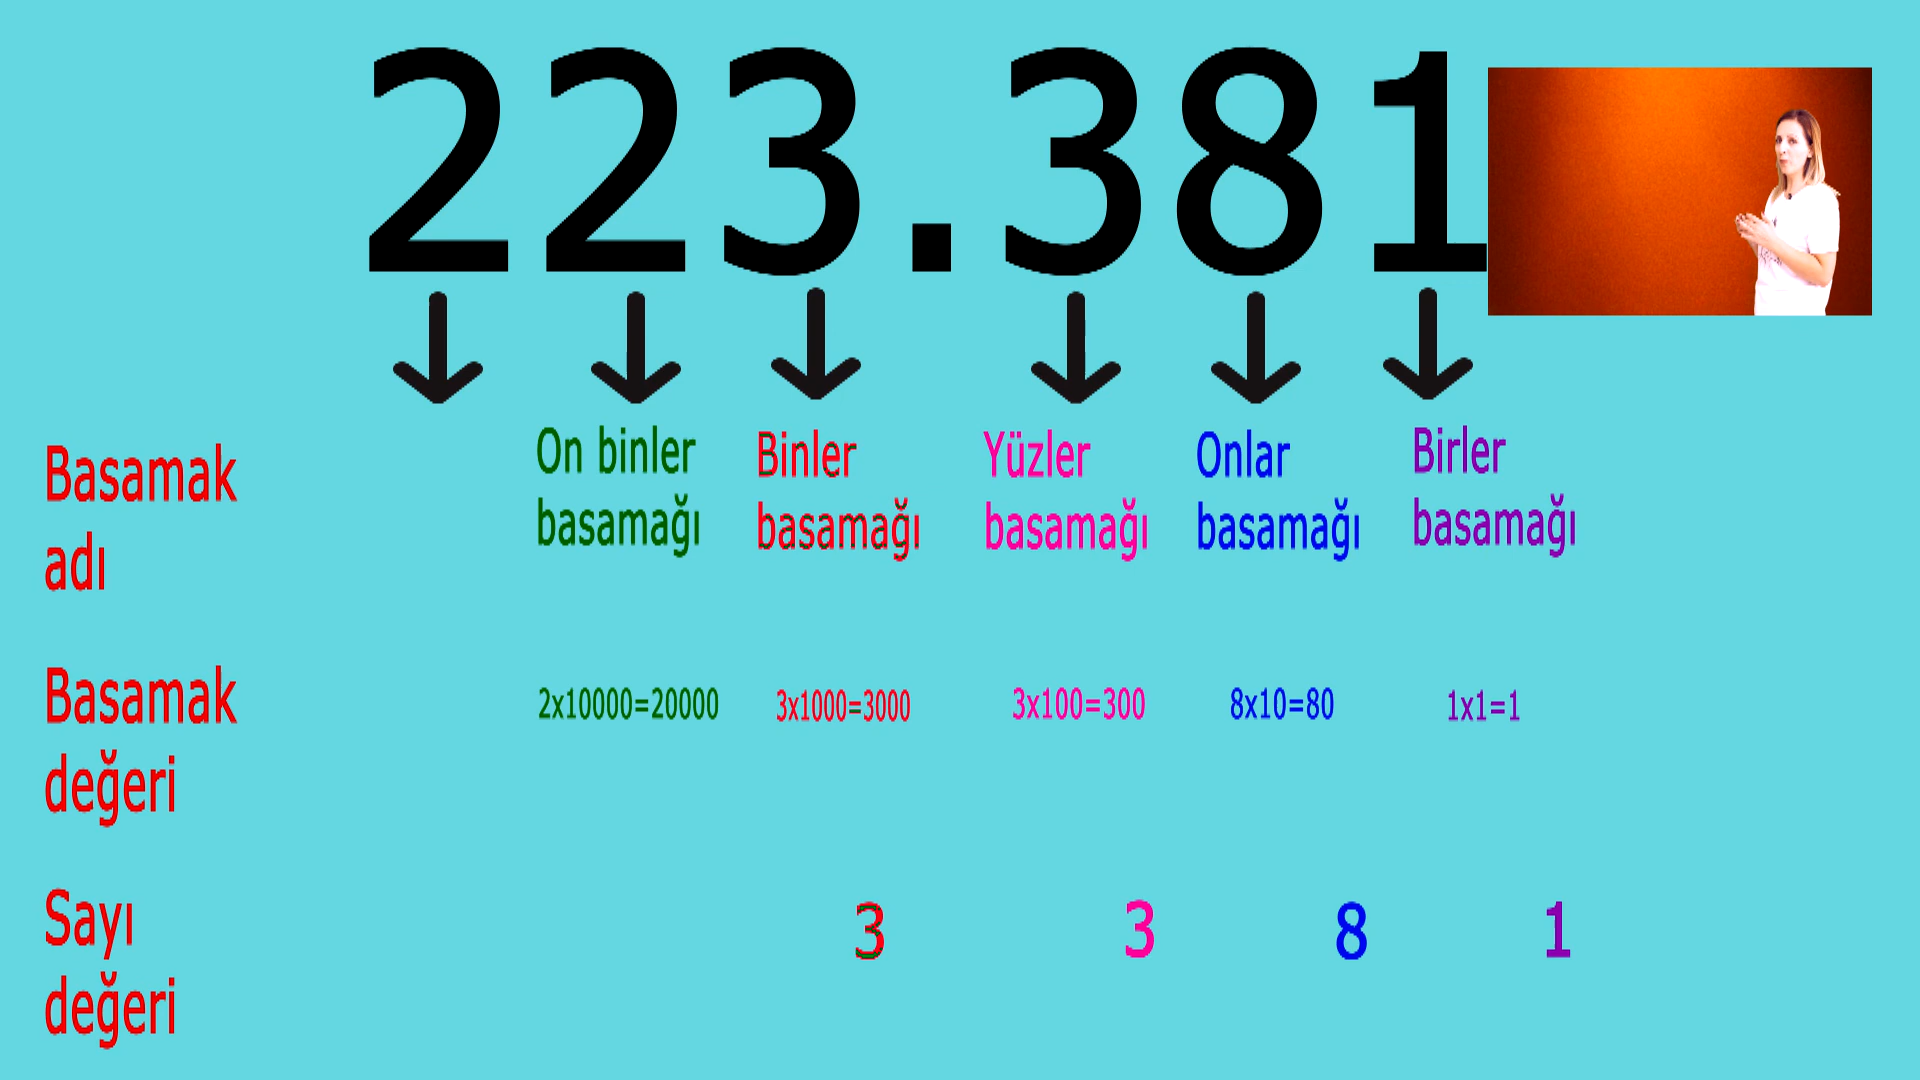 223.381
Basamak
adı
On binler
basamağı
Binler
basamağı
Yüzler
basamağı
Onlar
basamağı
Birler
basamağı
Basamak
değeri
2x10000=20000
3x1000=3000
3x100=300
8x10=80
1x1=1
Sayı
değeri
3
3
8
1